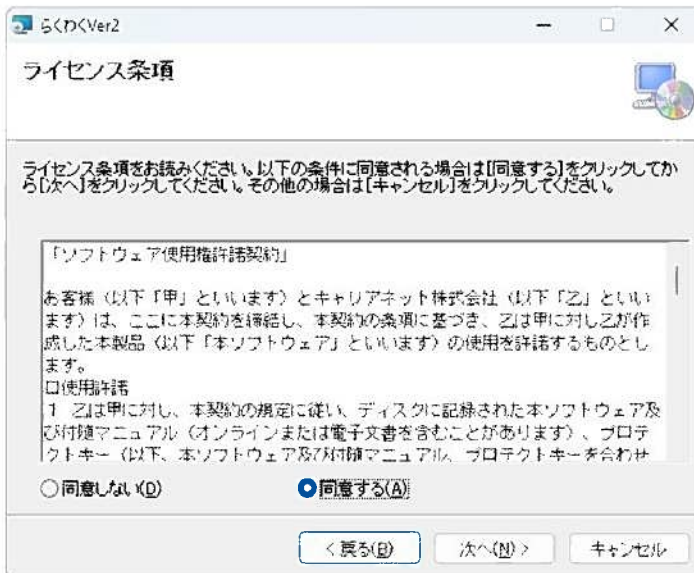 らくわくVer2
ライセンス条項
ライセンス条項をお読みください。以下の条件に同意される場合は[同意する]をクリックしてか
ら[次へ]をクリックしてください。その他の場合は[キャンセル]をクリックしてください。
「ソフトウェア使用権許諾契約」
お客様（以下「甲」といいます）とキャリアネット株式会社（以下「乙」といい
ます）は、ここに本契約を締結し、本契約の条項に基づき、乙は甲に対し乙が作
成した本製品（以下「本ソフトウェア」といいます）の使用を許諾するものとし
ます。
□使用許諾
1 乙は甲に対し、本契約の規定に従い、ディスクに記録された本ソフトウェア及
び付随マニュアル（オンラインまたは電子文書を含むことがあります）、プロテ
クトキー（以下、本ソフトウェア及び付随マニュアル、プロテクトキーを合わせ
同意しない(D)
同意する(A)
< 戻る(B)
次へ(N) >
キャンセル